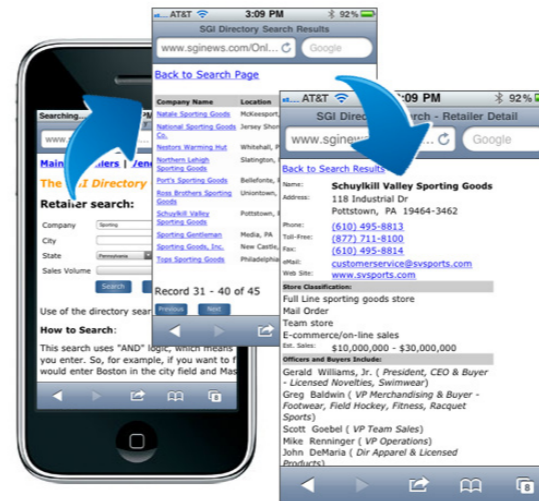 Searching...
PM
www.
Main
lers | Vend
The SGI Directory
Retailer search:
Company
Sporting
City
State
Pennsylvania
Sales Volume
Search
Use of the directory sear
How to Search:
This search uses "AND" logic, which means
you enter. So, for example, if you want to f
would enter Boston in the city field and Mas
8
AT&T
3:09 PM
92%
SGI Directory Search Results
www.sginews.com/Onl...
Google
Back to Search Page
Company Name Location
Natale Sporting Goods McKeesport,
National Sporting Goods Co. Jersey Shor
Nestors Warming Hut Whitehall, P
Northern Lehigh Sporting Goods Slatington,
Port's Sporting Goods Bellefonte,
Ross Brothers Sporting Goods Uniontown,
Schuylkill Valley Sporting Goods Pottstown,
Sporting Gentleman Media, PA
Sporting Goods, Inc. New Castle,
Tops Sporting Goods Philadelphia
Record 31 - 40 of 45
Previous Next
AT&T
:09 PM
92%
SGI Dire
rch - Retailer Detail
www.sginew
C...
Google
Back to Search Results
Name: Schuylkill Valley Sporting Goods
Address: 118 Industrial Dr
Pottstown, PA 19464-3462
Phone: (610) 495-8813
Toll-Free: (877) 711-8100
Fax: (610) 495-8814
eMail: customerservice@svsports.com
Web Site: www.svsports.com
Store Classification:
Full Line sporting goods store
Mail Order
Team store
E-commerce/on-line sales
Est. Sales: $10,000,000 - $30,000,000
Officers and Buyers Include:
Gerald Williams, Jr. ( President, CEO & Buyer
- Licensed Novelties, Swimwear)
Greg Baldwin ( VP Merchandising & Buyer -
Footwear, Field Hockey, Fitness, Racquet
Sports)
Scott Goebel ( VP Team Sales)
Mike Renninger ( VP Operations)
John DeMaria ( Dir Apparel & Licensed
Products)
8